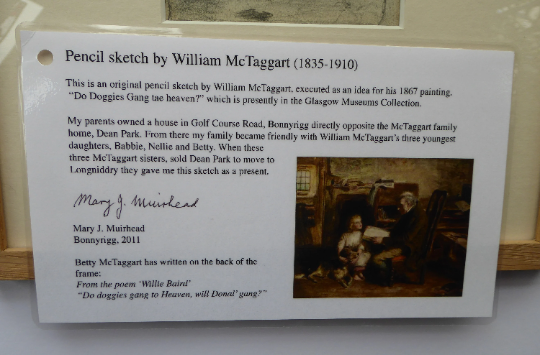 Pencil sketch by William McTaggart (1835-1910)
This is an original pencil sketch by William McTaggart, executed as an idea for his 1867 painting,
"Do Doggies Gang tae heaven?" which is presently in the Glasgow Museums Collection.
My parents owned a house in Golf Course Road, Bonnyrigg directly opposite the McTaggart family
home, Dean Park. From there my family became friendly with William McTaggart's three youngest
daughters, Babbie, Nellie and Betty. When these
three McTaggart sisters, sold Dean Park to move to
Longniddry they gave me this sketch as a present.
Mary J. Muirhead
Mary J. Muirhead
Bonnyrigg, 2011
Betty McTaggart has written on the back of the
frame:
From the poem 'Willie Baird'
"Do doggies gang to Heaven, will Donal' gang?"